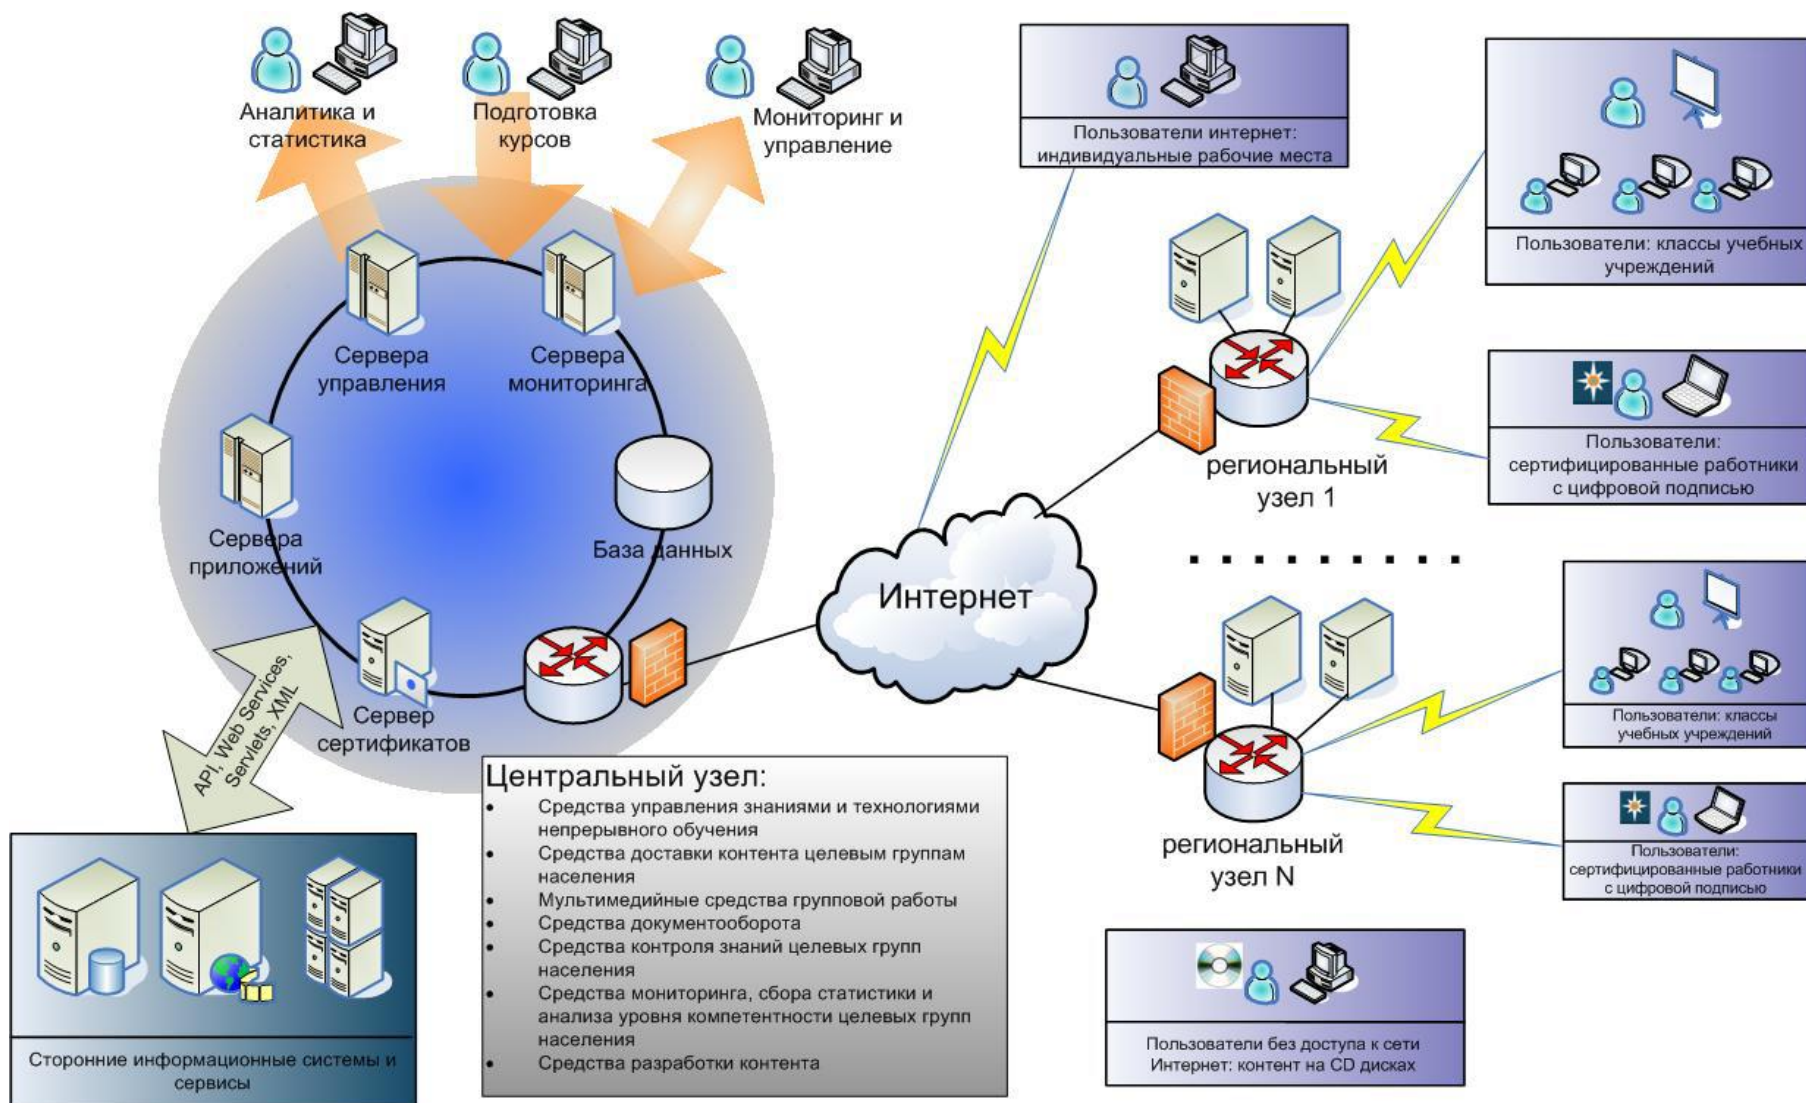 Аналитика и
статистика
Подготовка
курсов
Мониторинг и
управление
Сервера
управления
Сервера
мониторинга
Сервера
приложений
База данных
Сервер
сертификатов
API, Web Services,
Servlets, XML
Сторонние информационные системы и
сервисы
Центральный узел:
• Средства управления знаниями и технологиями
непрерывного обучения
• Средства доставки контента целевым группам
населения
• Мультимедийные средства групповой работы
• Средства документооборота
• Средства контроля знаний целевых групп
населения
• Средства мониторинга, сбора статистики и
анализа уровня компетентности целевых групп
населения
• Средства разработки контента
Интернет
Пользователи интернет:
индивидуальные рабочие места
региональный
узел 1
Пользователи: классы учебных
учреждений
Пользователи:
сертифицированные работники
с цифровой подписью
региональный
узел N
Пользователи: классы
учебных учреждений
Пользователи:
сертифицированные работники
с цифровой подписью
Пользователи без доступа к сети
Интернет: контент на CD дисках